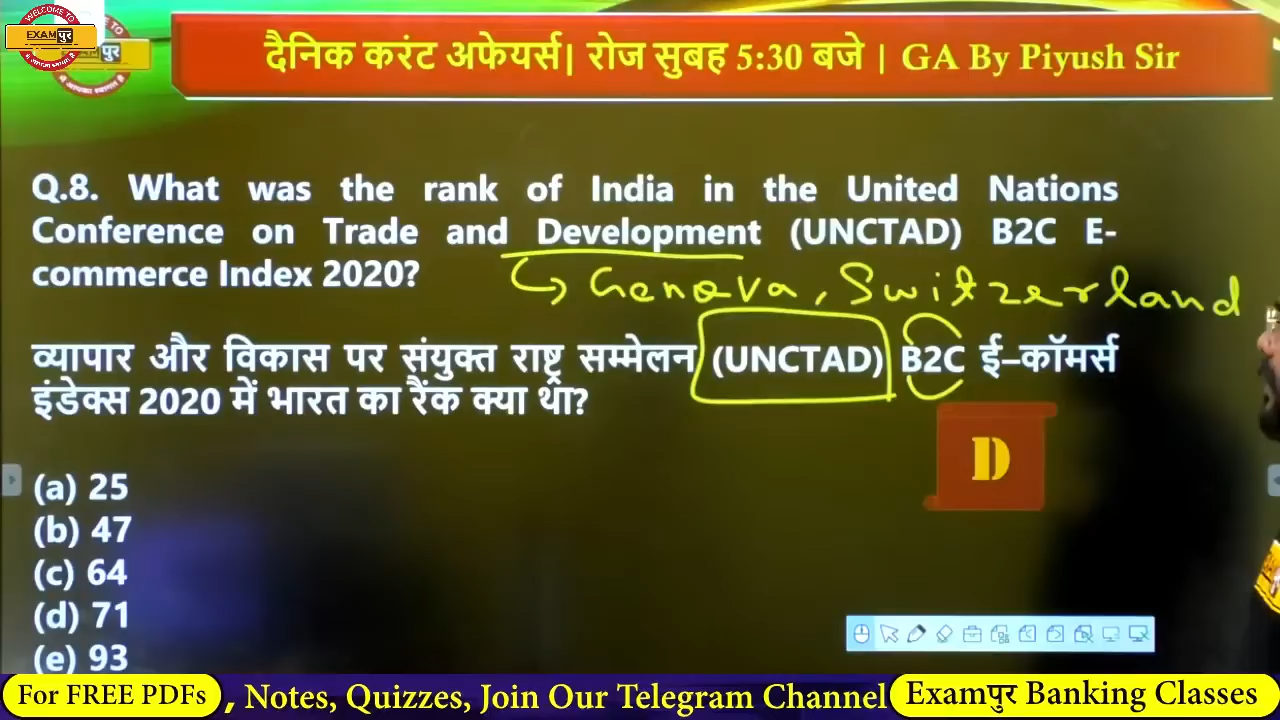 WELCOME TO
EXAMपुर
दैनिक करंट अफेयर्स| रोज सुबह 5:30 बजे | GA By Piyush Sir
Q.8. What was the rank of India in the United Nations
Conference on Trade and Development (UNCTAD) B2C E-
commerce Index 2020?
Geneva, Switzerland
व्यापार और विकास पर संयुक्त राष्ट्र सम्मेलन (UNCTAD) B2C ई–कॉमर्स
इंडेक्स 2020 में भारत का रैंक क्या था?
D
(a) 25
(b) 47
(c) 64
(d) 71
(e) 93
For FREE PDFs , Notes, Quizzes, Join Our Telegram Channel Examपुर Banking Classes